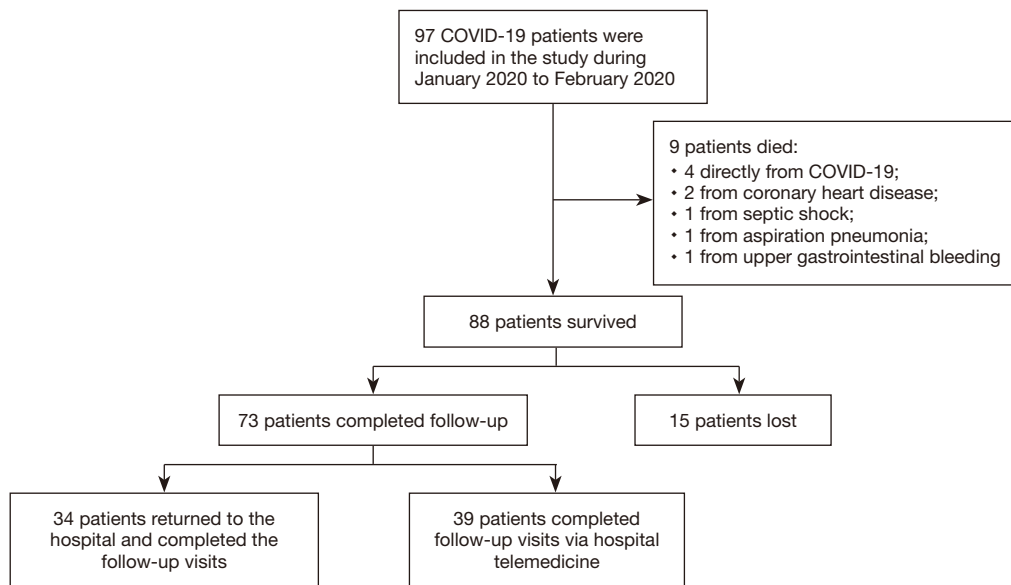 97 COVID-19 patients were
included in the study during
January 2020 to February 2020
9 patients died:
• 4 directly from COVID-19;
• 2 from coronary heart disease;
• 1 from septic shock;
• 1 from aspiration pneumonia;
• 1 from upper gastrointestinal bleeding
88 patients survived
73 patients completed follow-up
15 patients lost
34 patients returned to the
hospital and completed the
follow-up visits
39 patients completed
follow-up visits via hospital
telemedicine